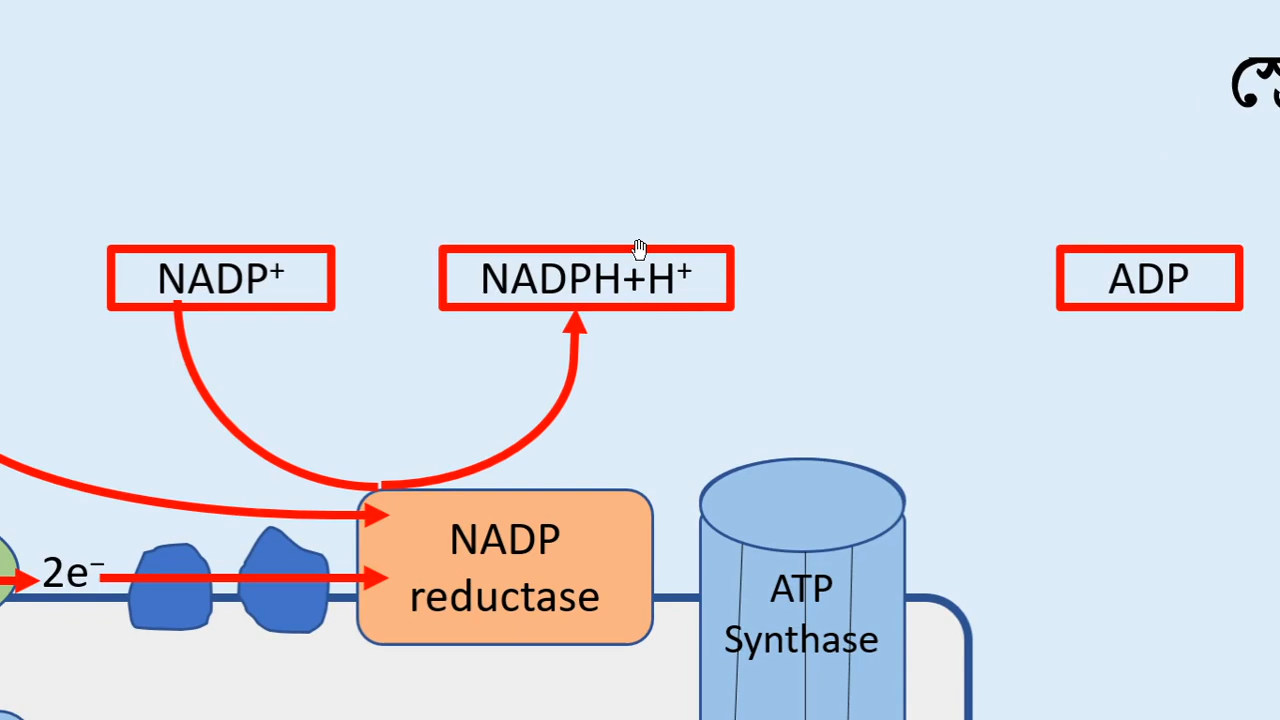 NADP⁺
NADPH+H⁺
ADP
2e⁻
NADP
reductase
ATP
Synthase